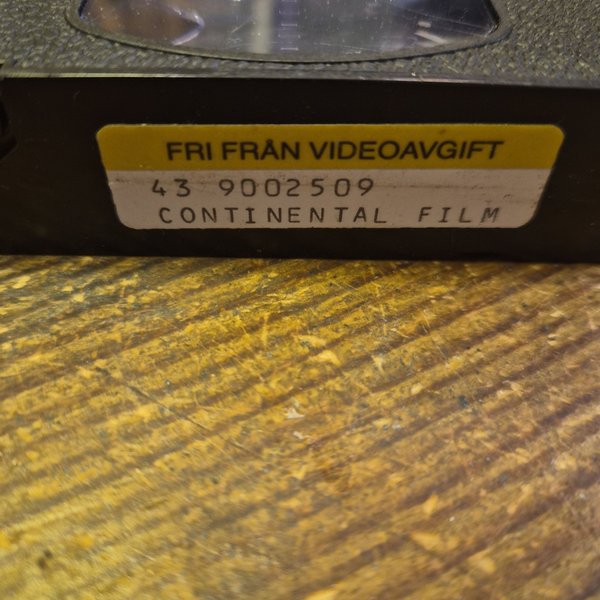 FRI FRÅN VIDEOAVGIFT
43 9002509
CONTINENTAL FILM